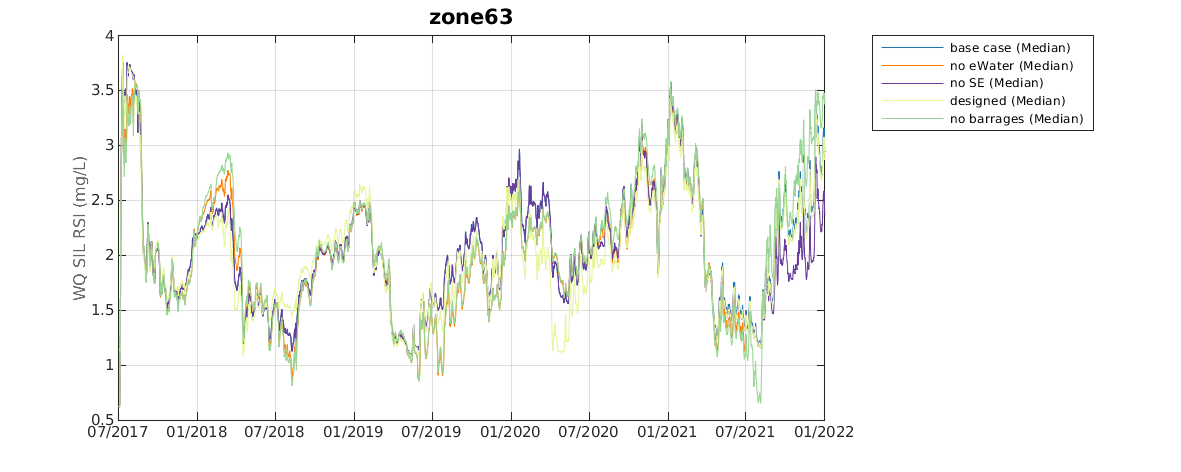 zone63
WQ SIL RSI (mg/L)
4
3.5
3
2.5
2
1.5
1
0.5
07/2017 01/2018 07/2018 01/2019 07/2019 01/2020 07/2020 01/2021 07/2021 01/2022
base case (Median)
no eWater (Median)
no SE (Median)
designed (Median)
no barrages (Median)